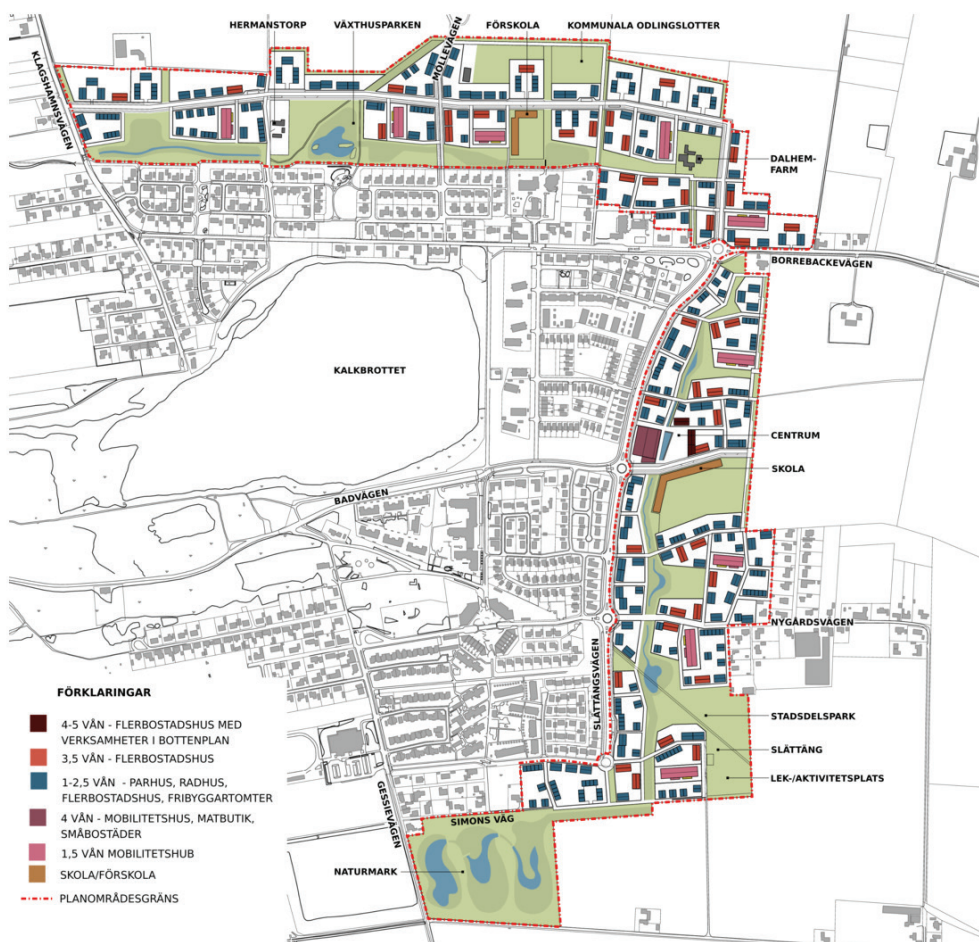 HERMANSTORP
VÄXTHUSPARKEN
FÖRSKOLA
KOMMUNALA ODLINGSLOTTER
KLAGSHAMNSVÄGEN
MÖLLEVÄGEN
DALHEM-
FARM
BORREBACKEVÄGEN
KALKBROTTET
CENTRUM
SKOLA
BADVÄGEN
NYGÅRDSVÄGEN
SLÄTTÄNGSVÄGEN
STADSDELSPARK
SLÄTTÄNG
LEK-/AKTIVITETSPLATS
GESSIEVÄGEN
SIMONS VÄG
NATURMARK
FÖRKLARINGAR
4-5 VÅN - FLERBOSTADSHUS MED
VERKSAMHETER I BOTTENPLAN
3,5 VÅN - FLERBOSTADSHUS
1-2,5 VÅN - PARHUS, RADHUS,
FLERBOSTADSHUS, FRIBYGGARTOMTER
4 VÅN - MOBILITETSHUS, MATBUTIK,
SMÅBOSTÄDER
1,5 VÅN MOBILITETSHUB
SKOLA/FÖRSKOLA
PLANOMRÅDESGRÄNS